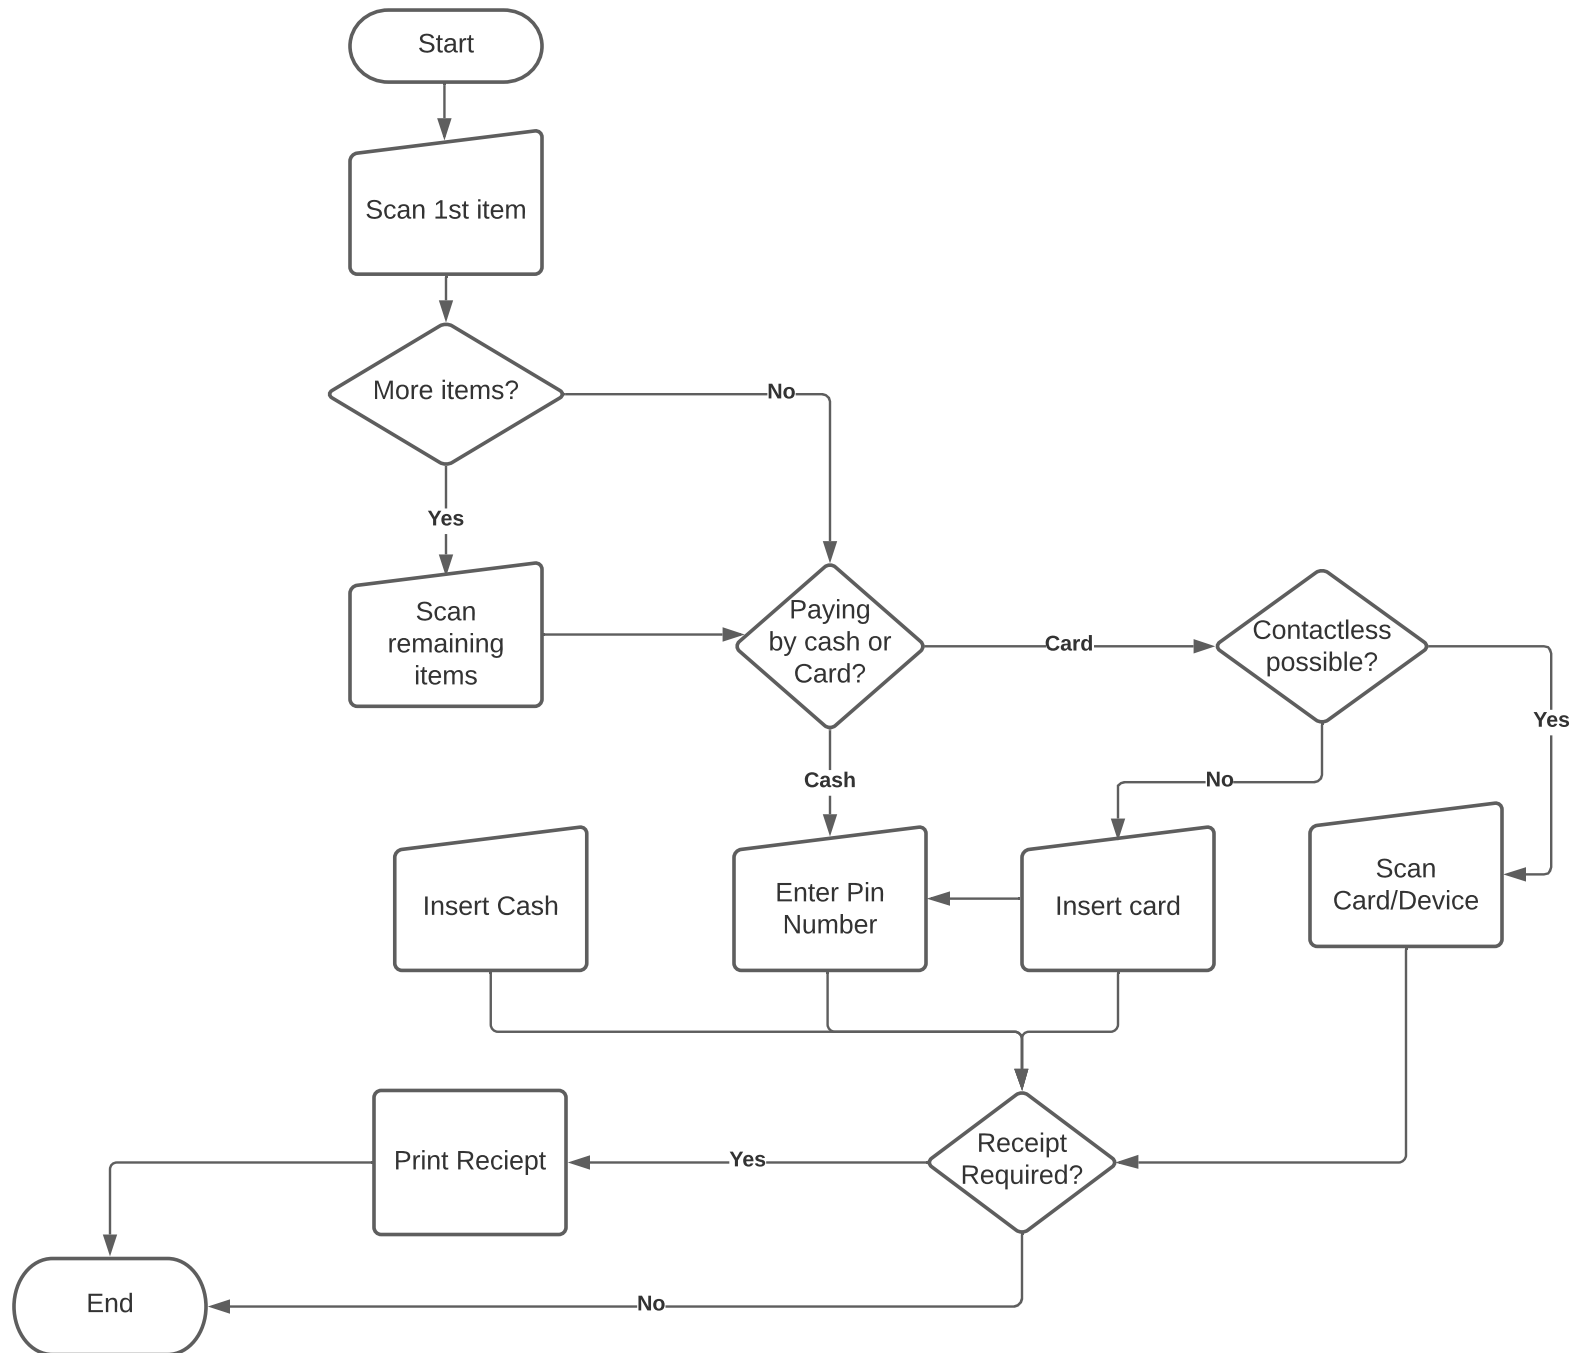 Start
Scan 1st item
More items?
No
Yes
Scan
remaining
items
Paying
by cash or
Card?
Card
Contactless
possible?
Yes
Cash
No
Insert Cash
Enter Pin
Number
Insert card
Scan
Card/Device
Print Reciept
Yes
Receipt
Required?
End
No